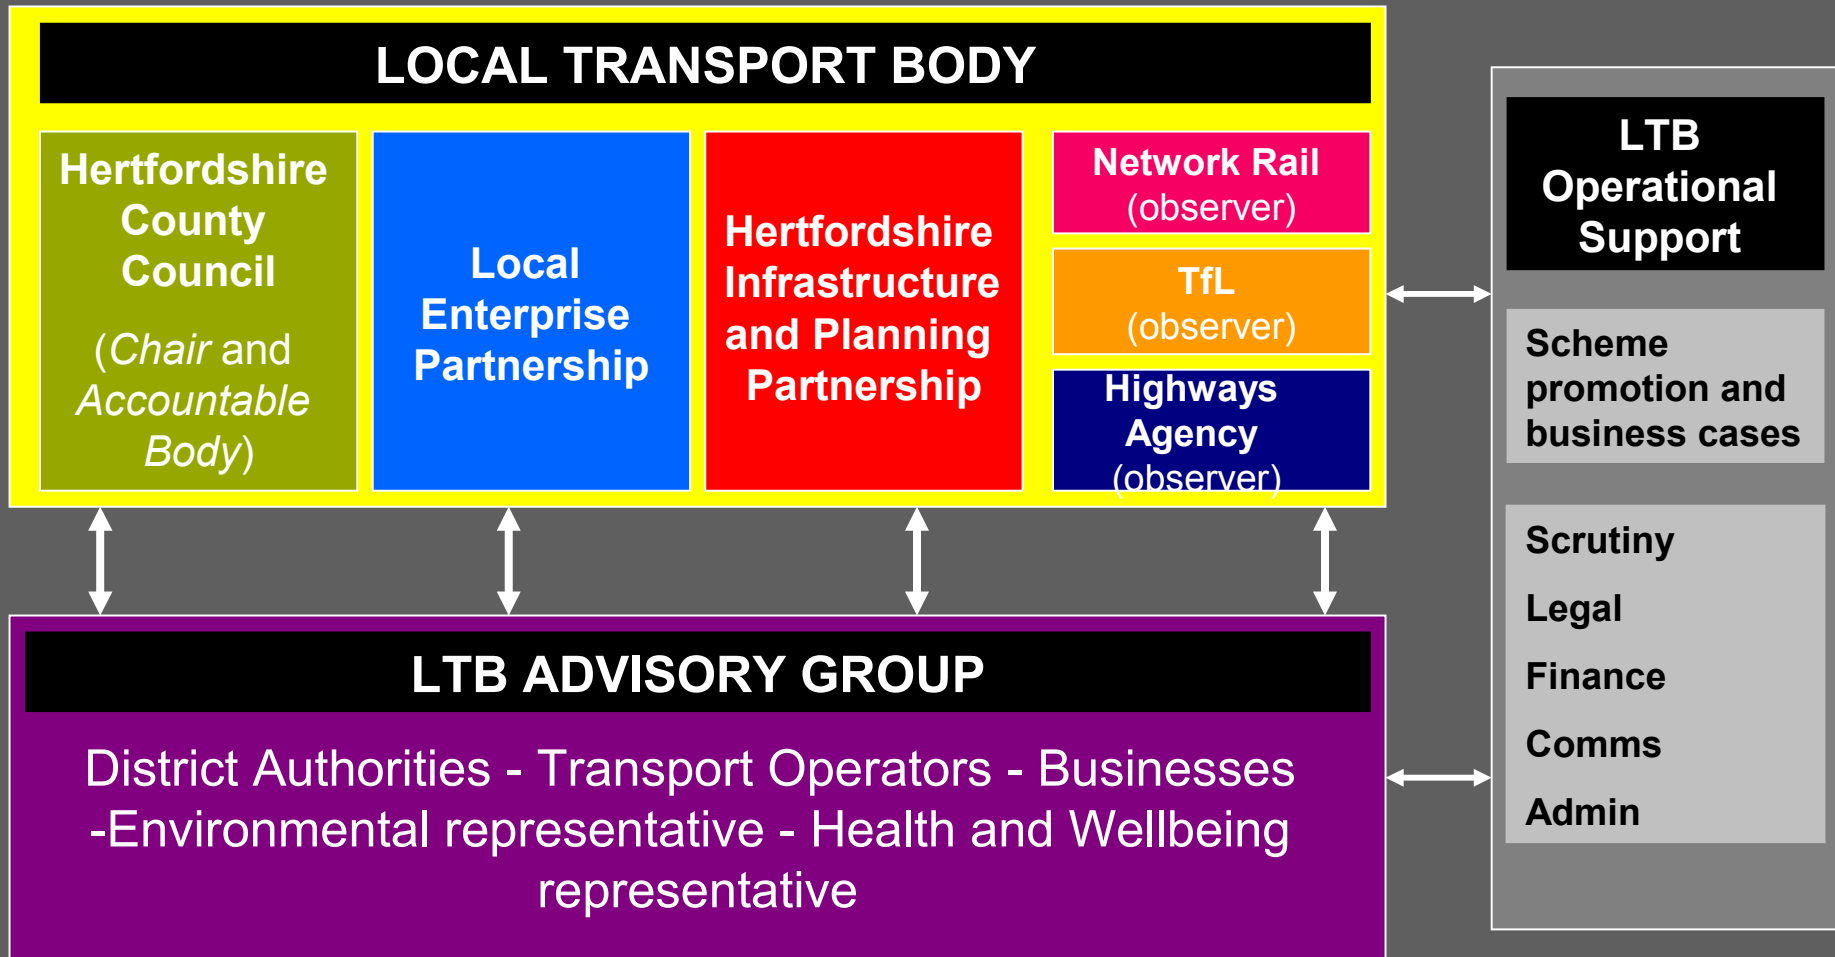 LOCAL TRANSPORT BODY
Hertfordshire
County
Council
(Chair and
Accountable
Body)
Local
Enterprise
Partnership
Hertfordshire
Infrastructure
and Planning
Partnership
Network Rail
(observer)
TfL
(observer)
Highways
Agency
(observer)
LTB ADVISORY GROUP
District Authorities - Transport Operators - Businesses
-Environmental representative - Health and Wellbeing
representative
LTB
Operational
Support
Scheme
promotion and
business cases
Scrutiny
Legal
Finance
Comms
Admin